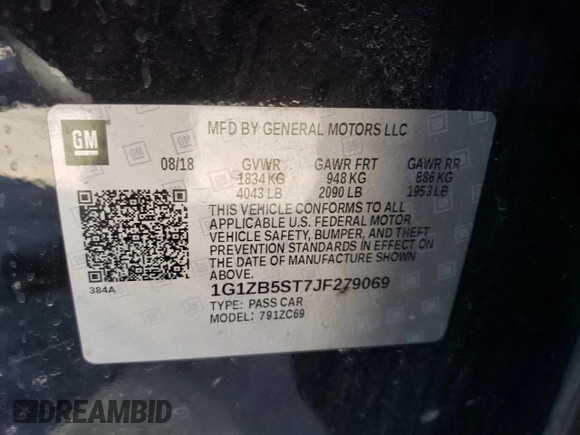 GM
MFD BY GENERAL MOTORS LLC
08/18 GVWR GAWR FRT GAWR RR
1834 KG 948 KG 886 KG
4043 LB 2090 LB 1953 LB
THIS VEHICLE CONFORMS TO ALL
APPLICABLE U.S. FEDERAL MOTOR
VEHICLE SAFETY, BUMPER, AND THEFT
PREVENTION STANDARDS IN EFFECT ON
THE DATE OF MANUFACTURE SHOWN
ABOVE.
384A
1G1ZB5ST7JF279069
TYPE: PASS CAR
MODEL: 791ZC69
DREAMBID